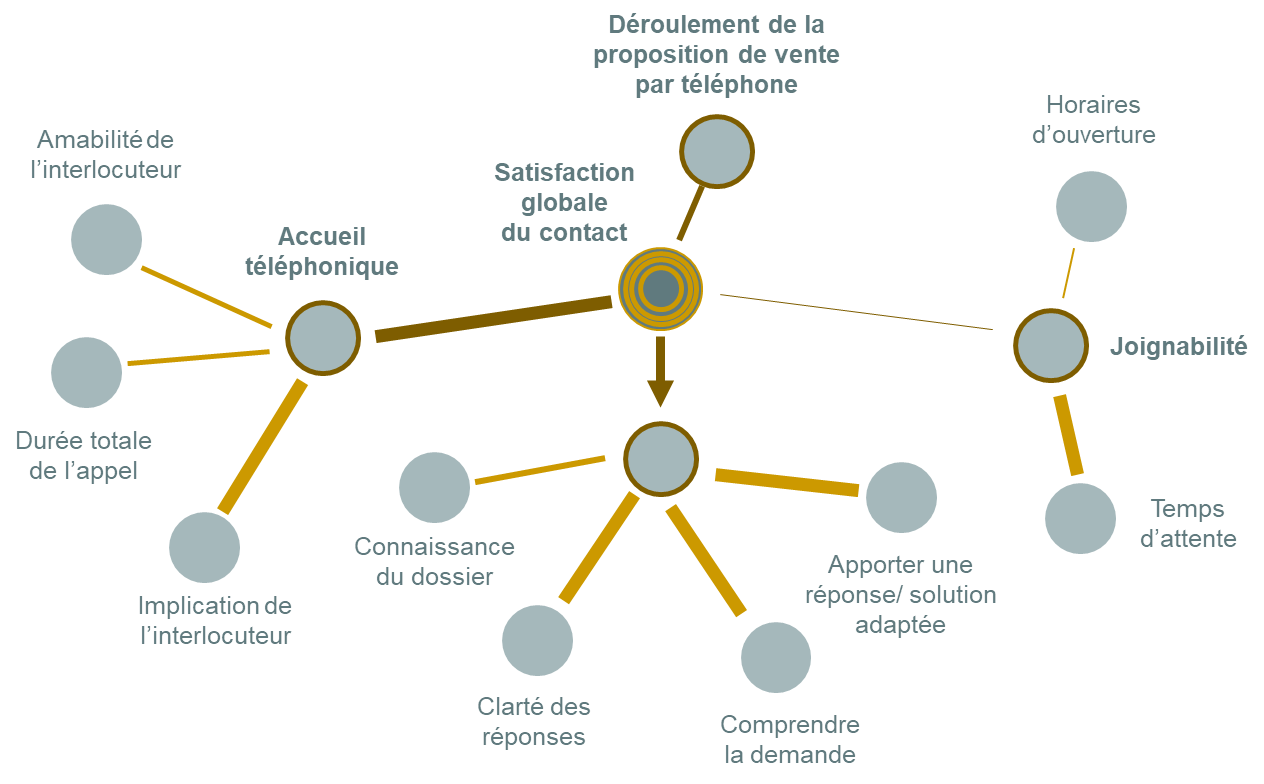 Déroulement de la
proposition de vente
par téléphone
Horaires
d'ouverture
Amabilité de
l'interlocuteur
Satisfaction
globale
du contact
Accueil
téléphonique
Joignabilité
Durée totale
de l'appel
Temps
d'attente
Connaissance
du dossier
Apporter une
réponse/ solution
adaptée
Implication de
l'interlocuteur
Clarté des
réponses
Comprendre
la demande